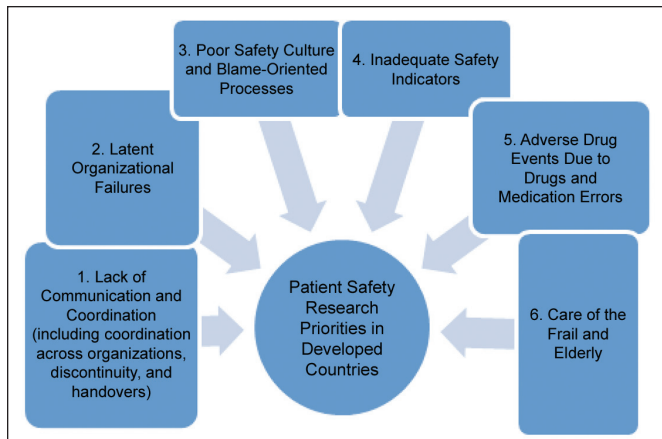 1. Lack of
Communication and
Coordination
(including coordination
across organizations,
discontinuity, and
handovers)
2. Latent
Organizational
Failures
3. Poor Safety Culture
and Blame-Oriented
Processes
4. Inadequate Safety
Indicators
5. Adverse Drug
Events Due to
Drugs and
Medication Errors
6. Care of the
Frail and
Elderly
Patient Safety
Research
Priorities in
Developed
Countries